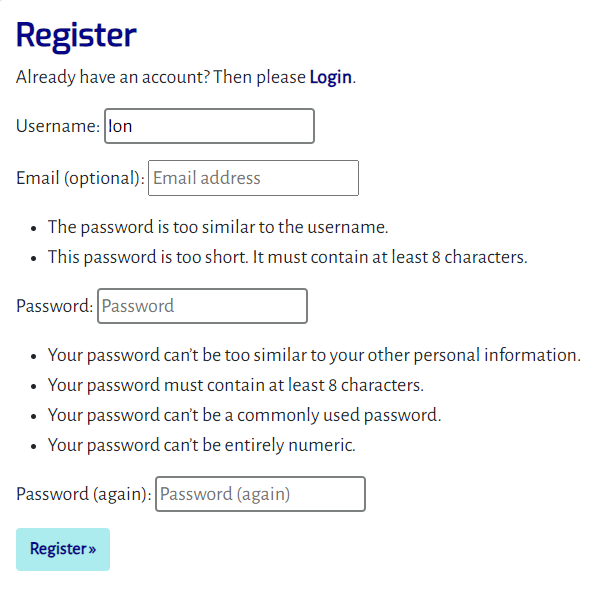 Register
Already have an account? Then please Login.
Username: Ion
Email (optional): Email address
• The password is too similar to the username.
• This password is too short. It must contain at least 8 characters.
Password: Password
• Your password can't be too similar to your other personal information.
• Your password must contain at least 8 characters.
• Your password can't be a commonly used password.
• Your password can't be entirely numeric.
Password (again): Password (again)
Register »